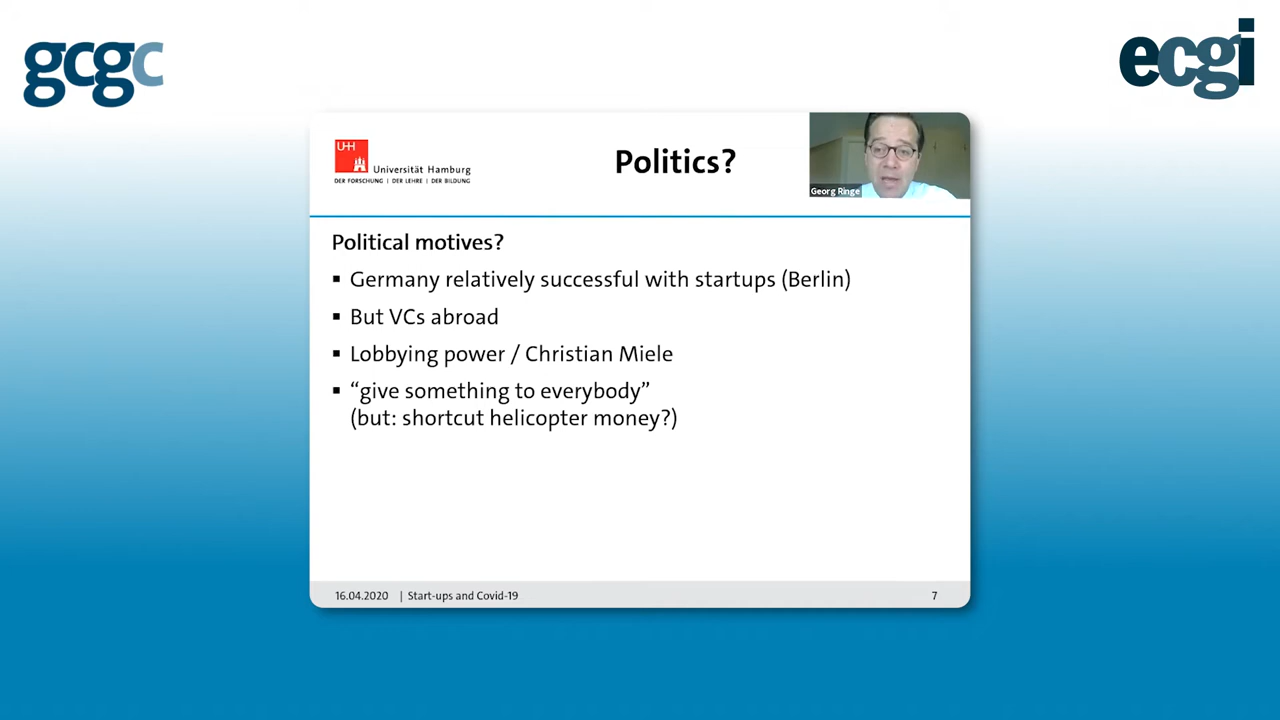 gcgc
ecgi
UHH
Universität Hamburg
DER FORSCHUNG | DER LEHRE | DER BILDUNG
Politics?
Georg Ringe
Political motives?
▪ Germany relatively successful with startups (Berlin)
▪ But VCs abroad
▪ Lobbying power / Christian Miele
▪ “give something to everybody”
(but: shortcut helicopter money?)
16.04.2020 | Start-ups and Covid-19 7